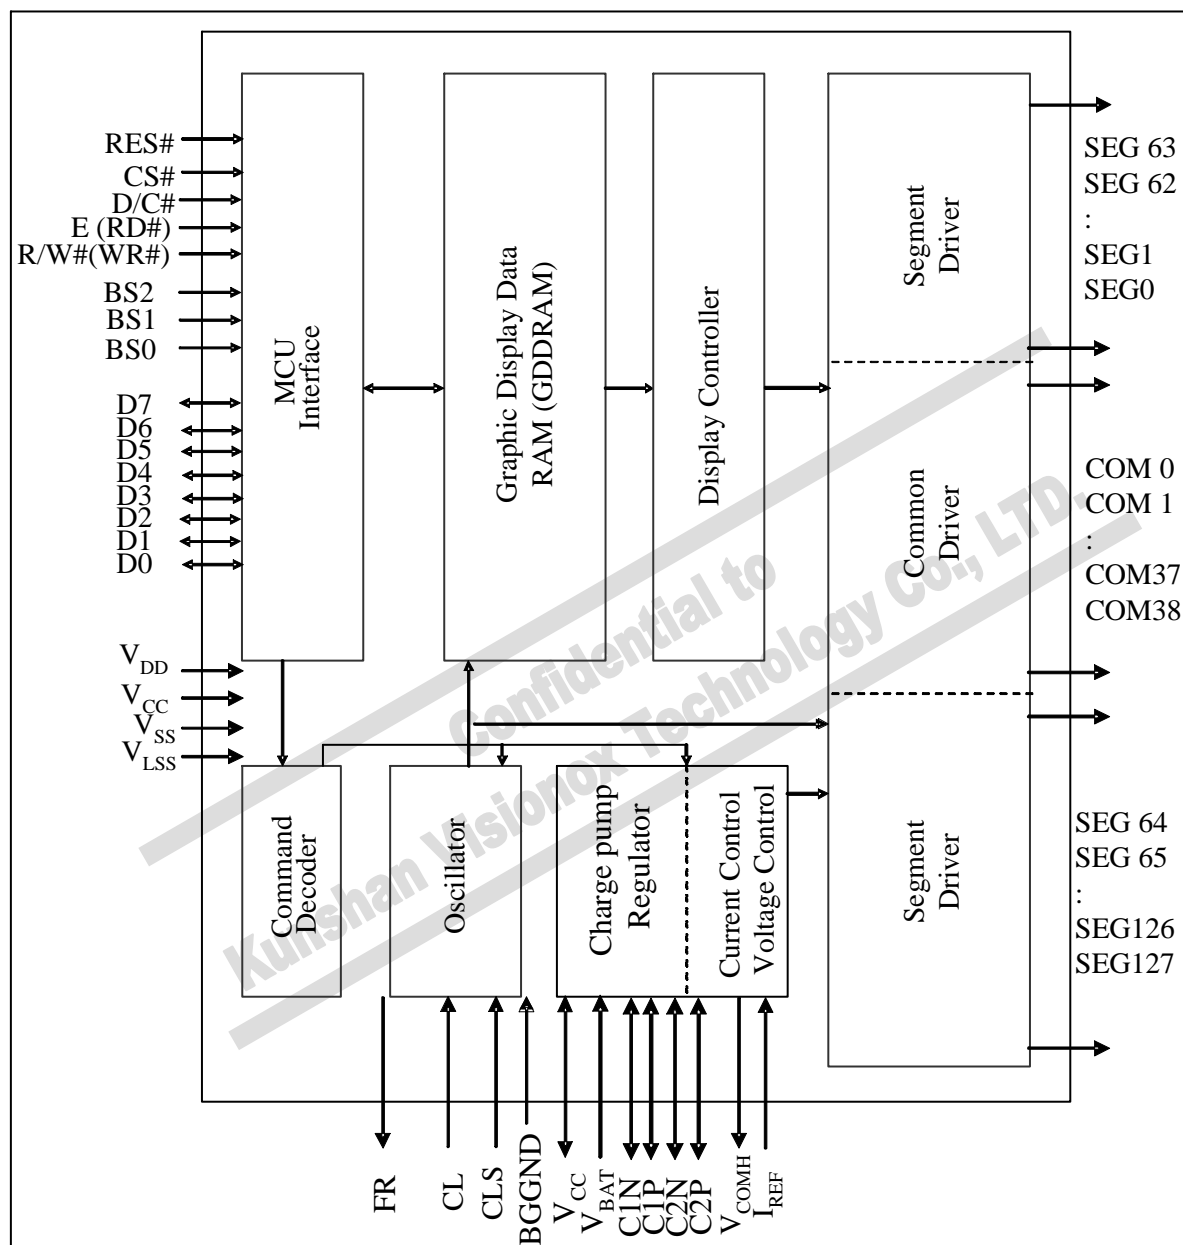 RES#
CS#
D/C#
E (RD#)
R/W#(WR#)
BS2
BS1
BS0
D7
D6
D5
D4
D3
D2
D1
D0
VDD
VCC
VSS
VLSS
MCU
Interface
Graphic Display Data
RAM (GDDRAM)
Display Controller
Segment
Driver
Common
Driver
Segment
Driver
SEG 63
SEG 62
:
SEG1
SEG0
COM 0
COM 1
:
COM37
COM38
SEG 64
SEG 65
:
SEG126
SEG127
Command
Decoder
Oscillator
Charge pump
Regulator
Current Control
Voltage Control
FR
CL
CLS
BGGND
VCC
VBAT
C1N
C1P
C2N
C2P
VCOMH
IREF
Confidential to
Kunshan Visionox Technology Co., LTD.